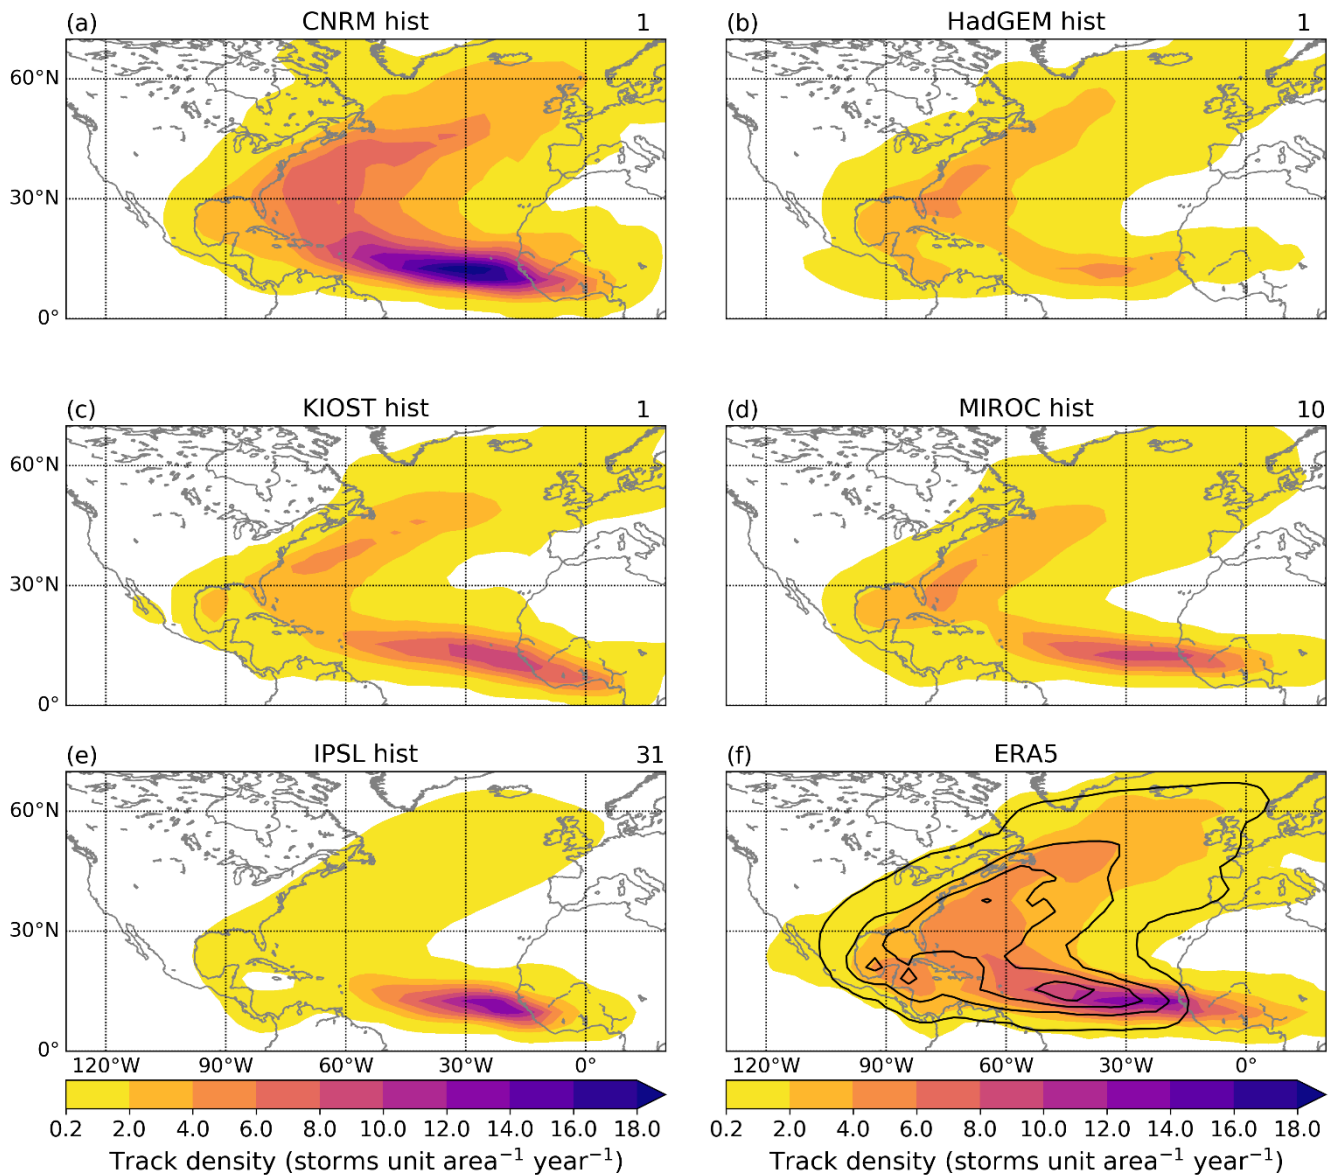 (a) CNRM hist 1
(b) HadGEM hist 1
60°N
30°N
0°
(c) KIOST hist 1
(d) MIROC hist 10
60°N
30°N
0°
(e) IPSL hist 31
(f) ERA5
60°N
30°N
0°
120°W 90°W 60°W 30°W 0°
120°W 90°W 60°W 30°W 0°
0.2 2.0 4.0 6.0 8.0 10.0 12.0 14.0 16.0 18.0
0.2 2.0 4.0 6.0 8.0 10.0 12.0 14.0 16.0 18.0
Track density (storms unit area⁻¹ year⁻¹)
Track density (storms unit area⁻¹ year⁻¹)